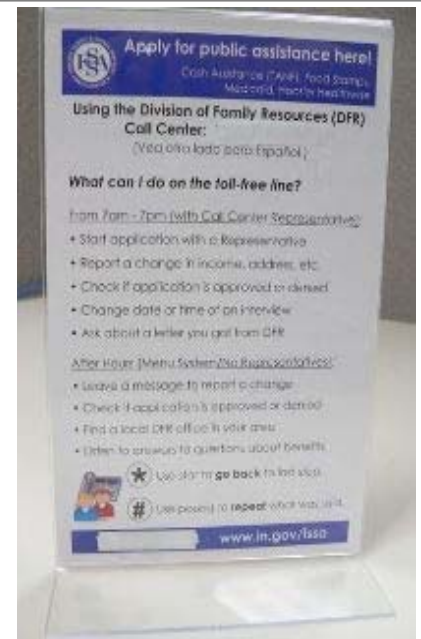 FSSA
Apply for public assistance here!
Cash Assistance (TANF), Food Stamps,
Medicaid, Hoosier Healthwise
Using the Division of Family Resources (DFR)
Call Center:
(Vea otro lado para Español.)
What can I do on the toll-free line?
From 7am - 7pm (with Call Center Representative):
• Start application with a Representative
• Report a change in income, address, etc.
• Check if application is approved or denied
• Change date or time of an interview
• Ask about a letter you got from DFR
After Hours (Menu System/No Representatives):
• Leave a message to report a change
• Check if application is approved or denied
• Find a local DFR office in your area
• Listen to answers to questions about benefits
* Use star to go back to last step.
# Use pound to repeat what was said.
www.in.gov/fssa